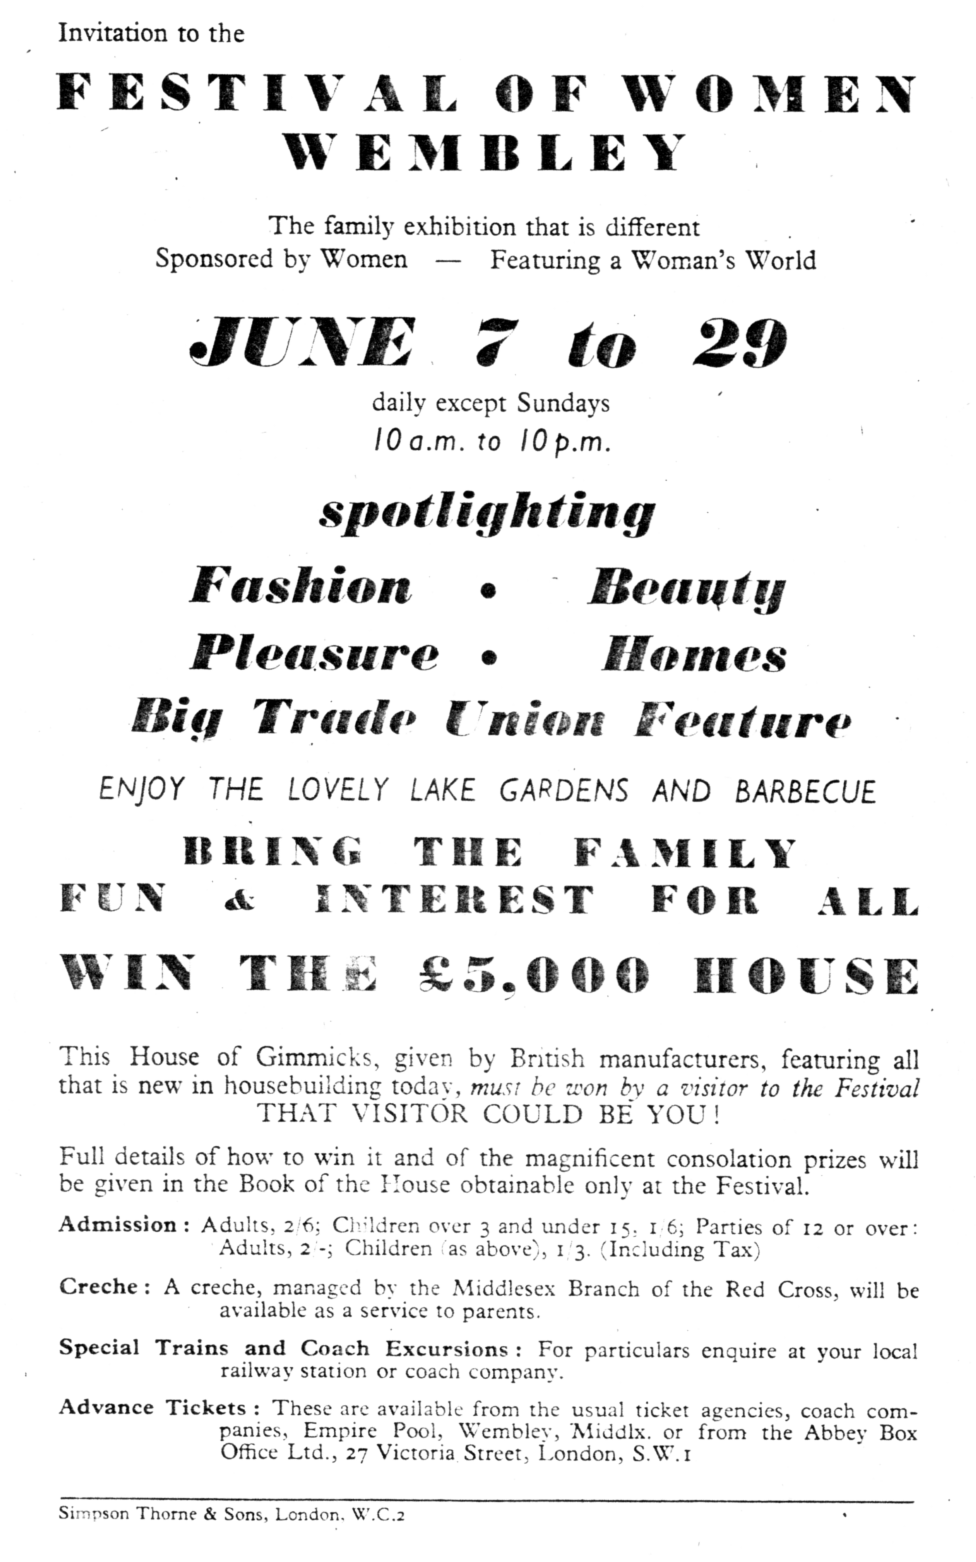 Invitation to the
FESTIVAL OF WOMEN
WEMBLEY
The family exhibition that is different
Sponsored by Women — Featuring a Woman's World
JUNE 7 to 29
daily except Sundays
10 a.m. to 10 p.m.
spotlighting
Fashion • Beauty
Pleasure • Homes
Big Trade Union Feature
ENJOY THE LOVELY LAKE GARDENS AND BARBECUE
BRING THE FAMILY
FUN & INTEREST FOR ALL
WIN THE £5,000 HOUSE
This House of Gimmicks, given by British manufacturers, featuring all
that is new in housebuilding today, must be won by a visitor to the Festival
THAT VISITOR COULD BE YOU!
Full details of how to win it and of the magnificent consolation prizes will
be given in the Book of the House obtainable only at the Festival.
Admission: Adults, 2/6; Children over 3 and under 15, 1/6; Parties of 12 or over:
Adults, 2/-; Children (as above), 1/3. (Including Tax)
Creche: A creche, managed by the Middlesex Branch of the Red Cross, will be
available as a service to parents.
Special Trains and Coach Excursions: For particulars enquire at your local
railway station or coach company.
Advance Tickets: These are available from the usual ticket agencies, coach com-
panies, Empire Pool, Wembley, Middlx. or from the Abbey Box
Office Ltd., 27 Victoria Street, London, S.W.1
Simpson Thorne & Sons, London, W.C.2